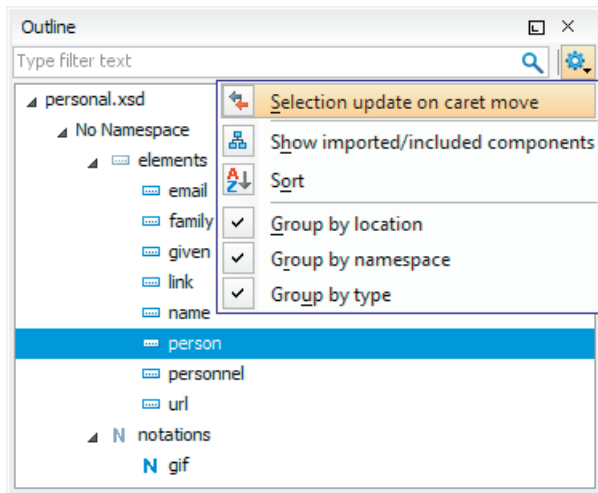 Outline
Type filter text
personal.xsd
No Namespace
elements
email
family
given
link
name
person
personnel
url
N notations
N gif
Selection update on caret move
Show imported/included components
A
Z
Sort
Group by location
Group by namespace
Group by type